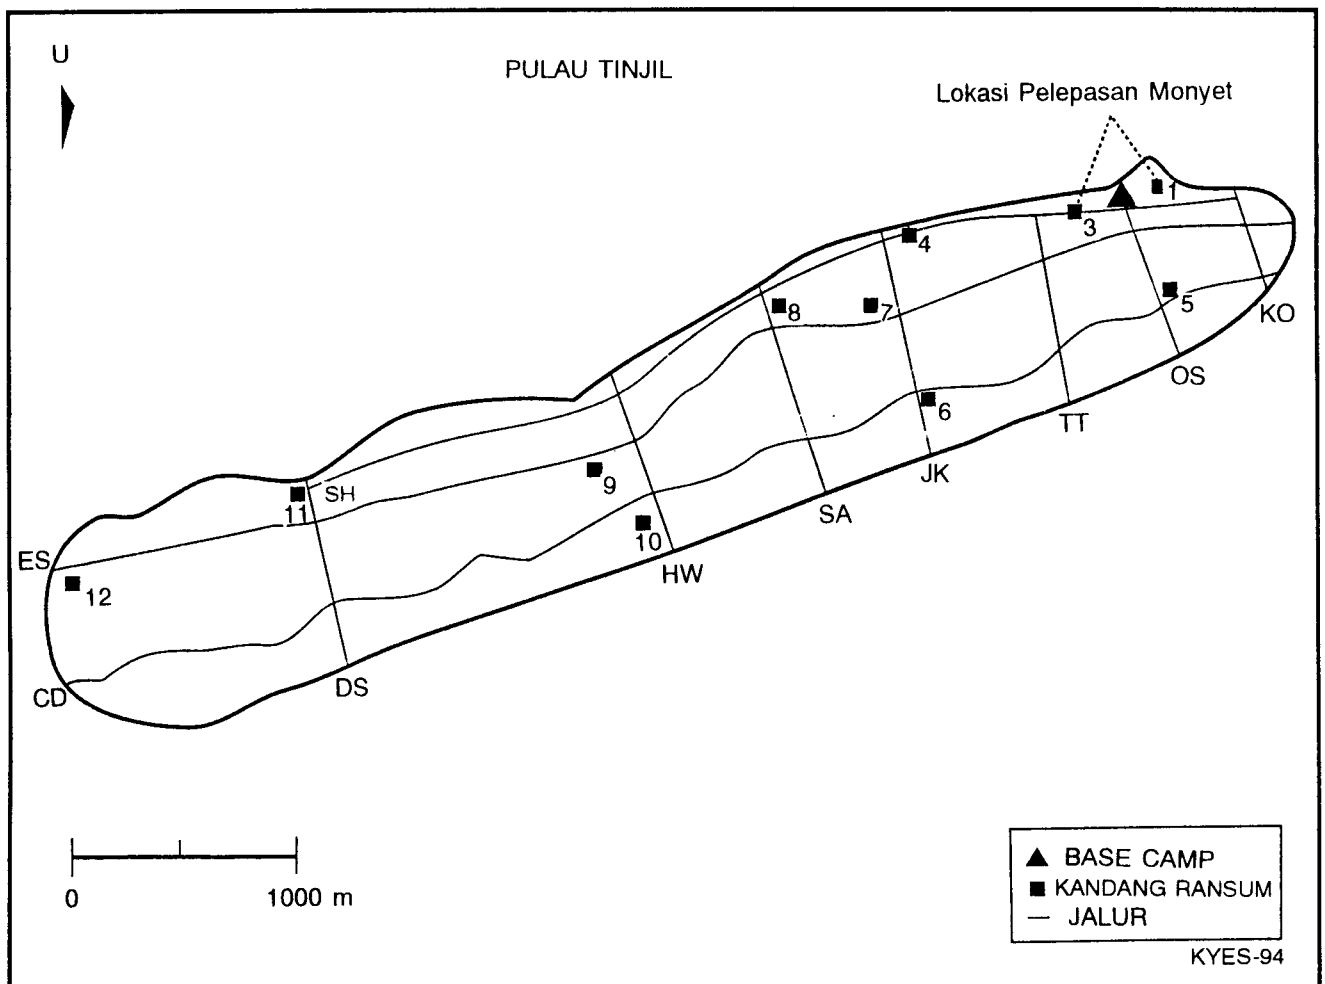 U
PULAU TINJIL
Lokasi Pelepasan Monyet
1
3
4
5
KO
8
7
OS
6
TT
JK
9
SA
SH
11
10
HW
ES
12
CD
DS
0
1000 m
BASE CAMP
KANDANG RANSUM
JALUR
KYES-94